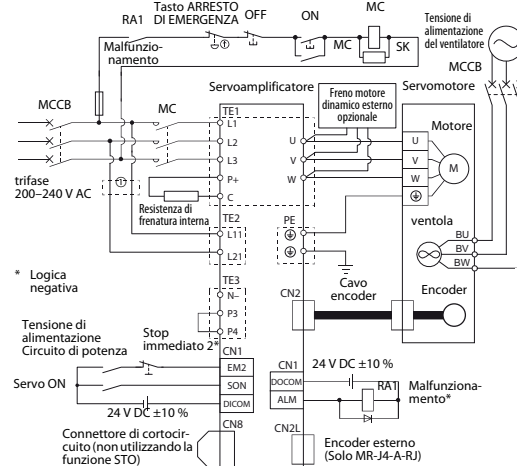 Tasto ARRESTO
DI EMERGENZA
RA1
OFF
ON
MC
MC
SK
Malfunzio-
namento
Tensione di
alimentazione
del ventilatore
MCCB
MCCB
MC
Servoamplificatore
Freno motore
dinamico esterno
opzionale
Servomotore
TE1
L1
L2
L3
P+
C
U
V
W
U
V
W
Motore
M
trifase
200–240 V AC
Resistenza di
frenatura interna
TE2
L11
L21
PE
ventola
BU
BV
BW
* Logica
negativa
Cavo
encoder
Encoder
TE3
N–
P3
P4
CN2
Tensione di
alimentazione
Circuito di potenza
Stop
immediato 2*
Servo ON
24 V DC ±10 %
CN1
EM2
SON
DICOM
CN1
DOCOM
ALM
24 V DC ±10 %
RA1
Malfunziona-
mento*
CN8
Connettore di cortocir-
cuito (non utilizzando la
funzione STO)
CN2L
Encoder esterno
(Solo MR-J4-A-RJ)